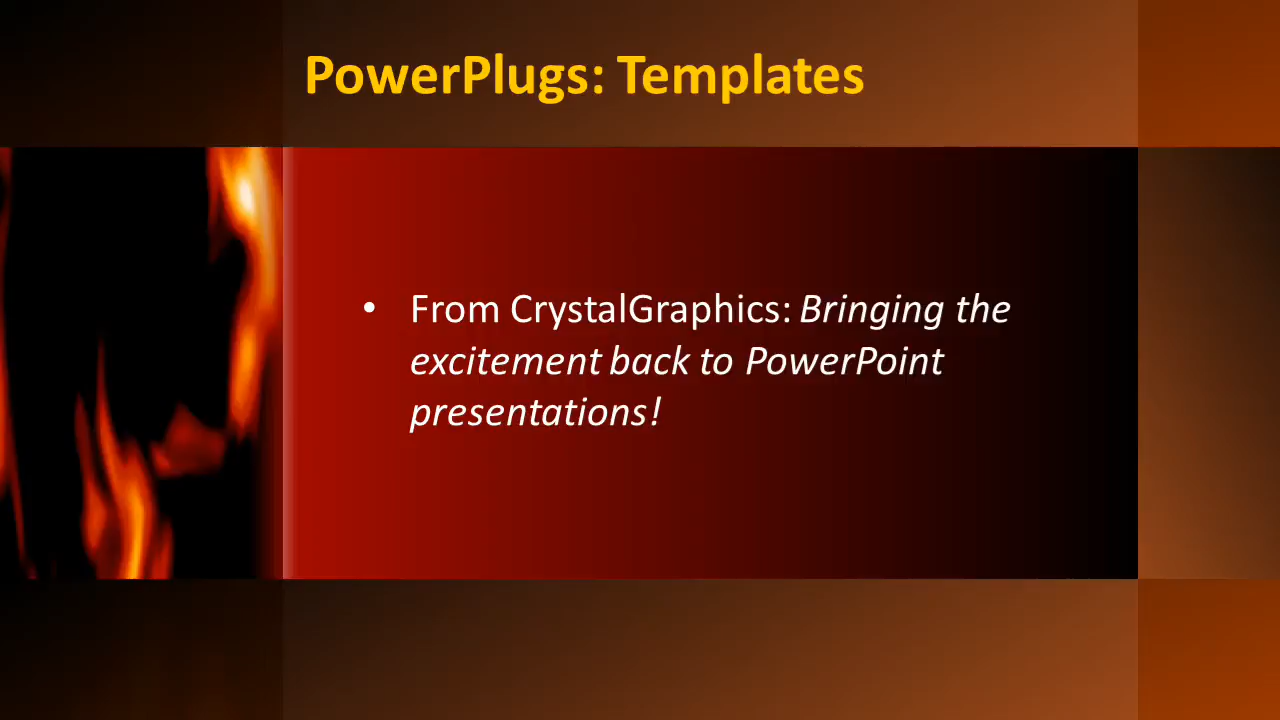 PowerPlugs: Templates
• From CrystalGraphics: Bringing the
excitement back to PowerPoint
presentations!